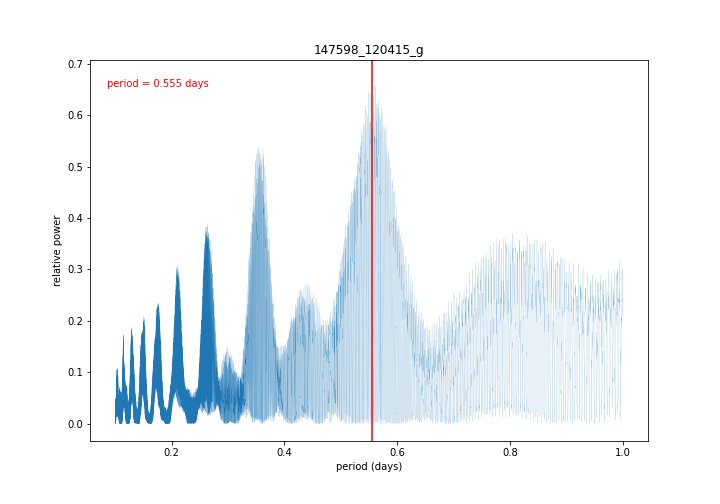 147598_120415_g
period = 0.555 days
relative power
0.7
0.6
0.5
0.4
0.3
0.2
0.1
0.0
0.2 0.4 0.6 0.8 1.0
period (days)